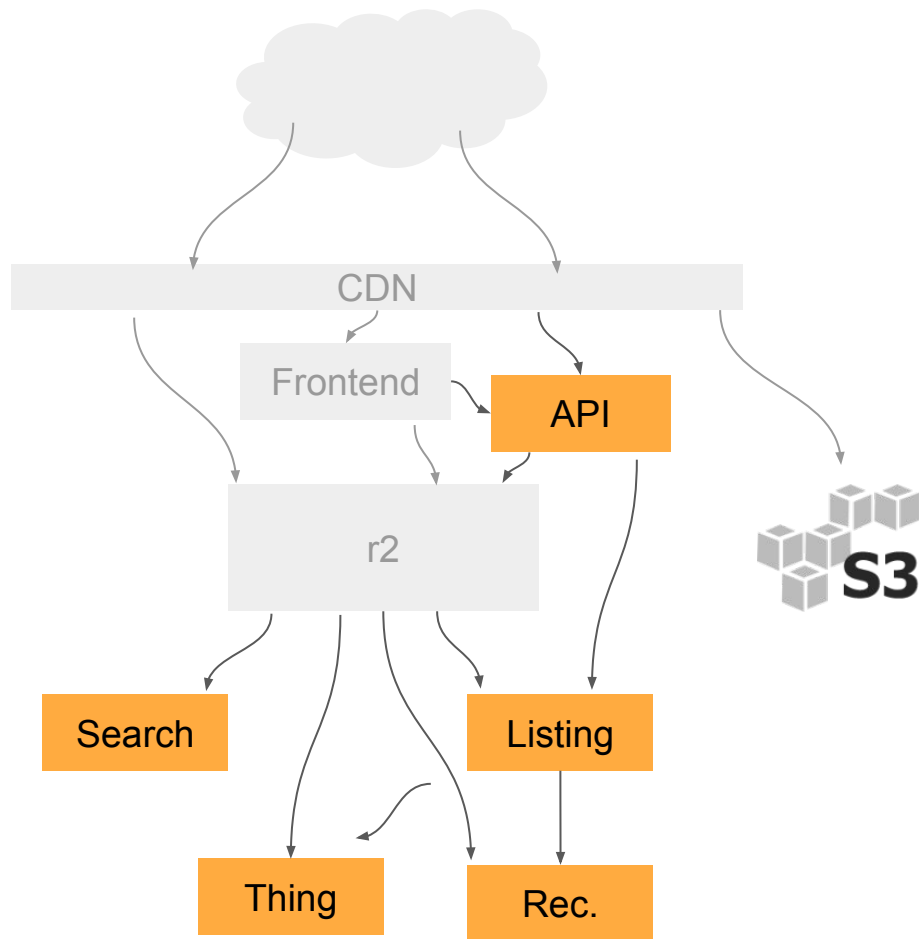 CDN
Frontend
API
r2
S3
Search
Listing
Thing
Rec.